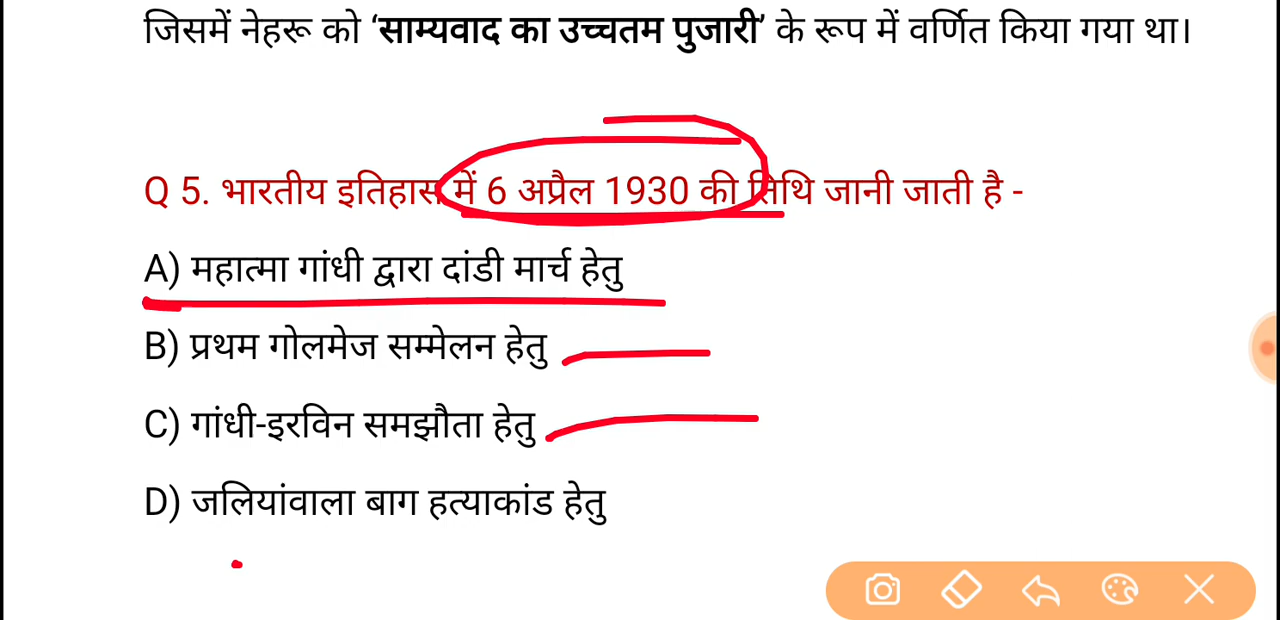 जिसमें नेहरू को ‘साम्यवाद का उच्चतम पुजारी’ के रूप में वर्णित किया गया था।
Q 5. भारतीय इतिहास में 6 अप्रैल 1930 की तिथि जानी जाती है -
A) महात्मा गांधी द्वारा दांडी मार्च हेतु
B) प्रथम गोलमेज सम्मेलन हेतु
C) गांधी-इरविन समझौता हेतु
D) जलियांवाला बाग हत्याकांड हेतु